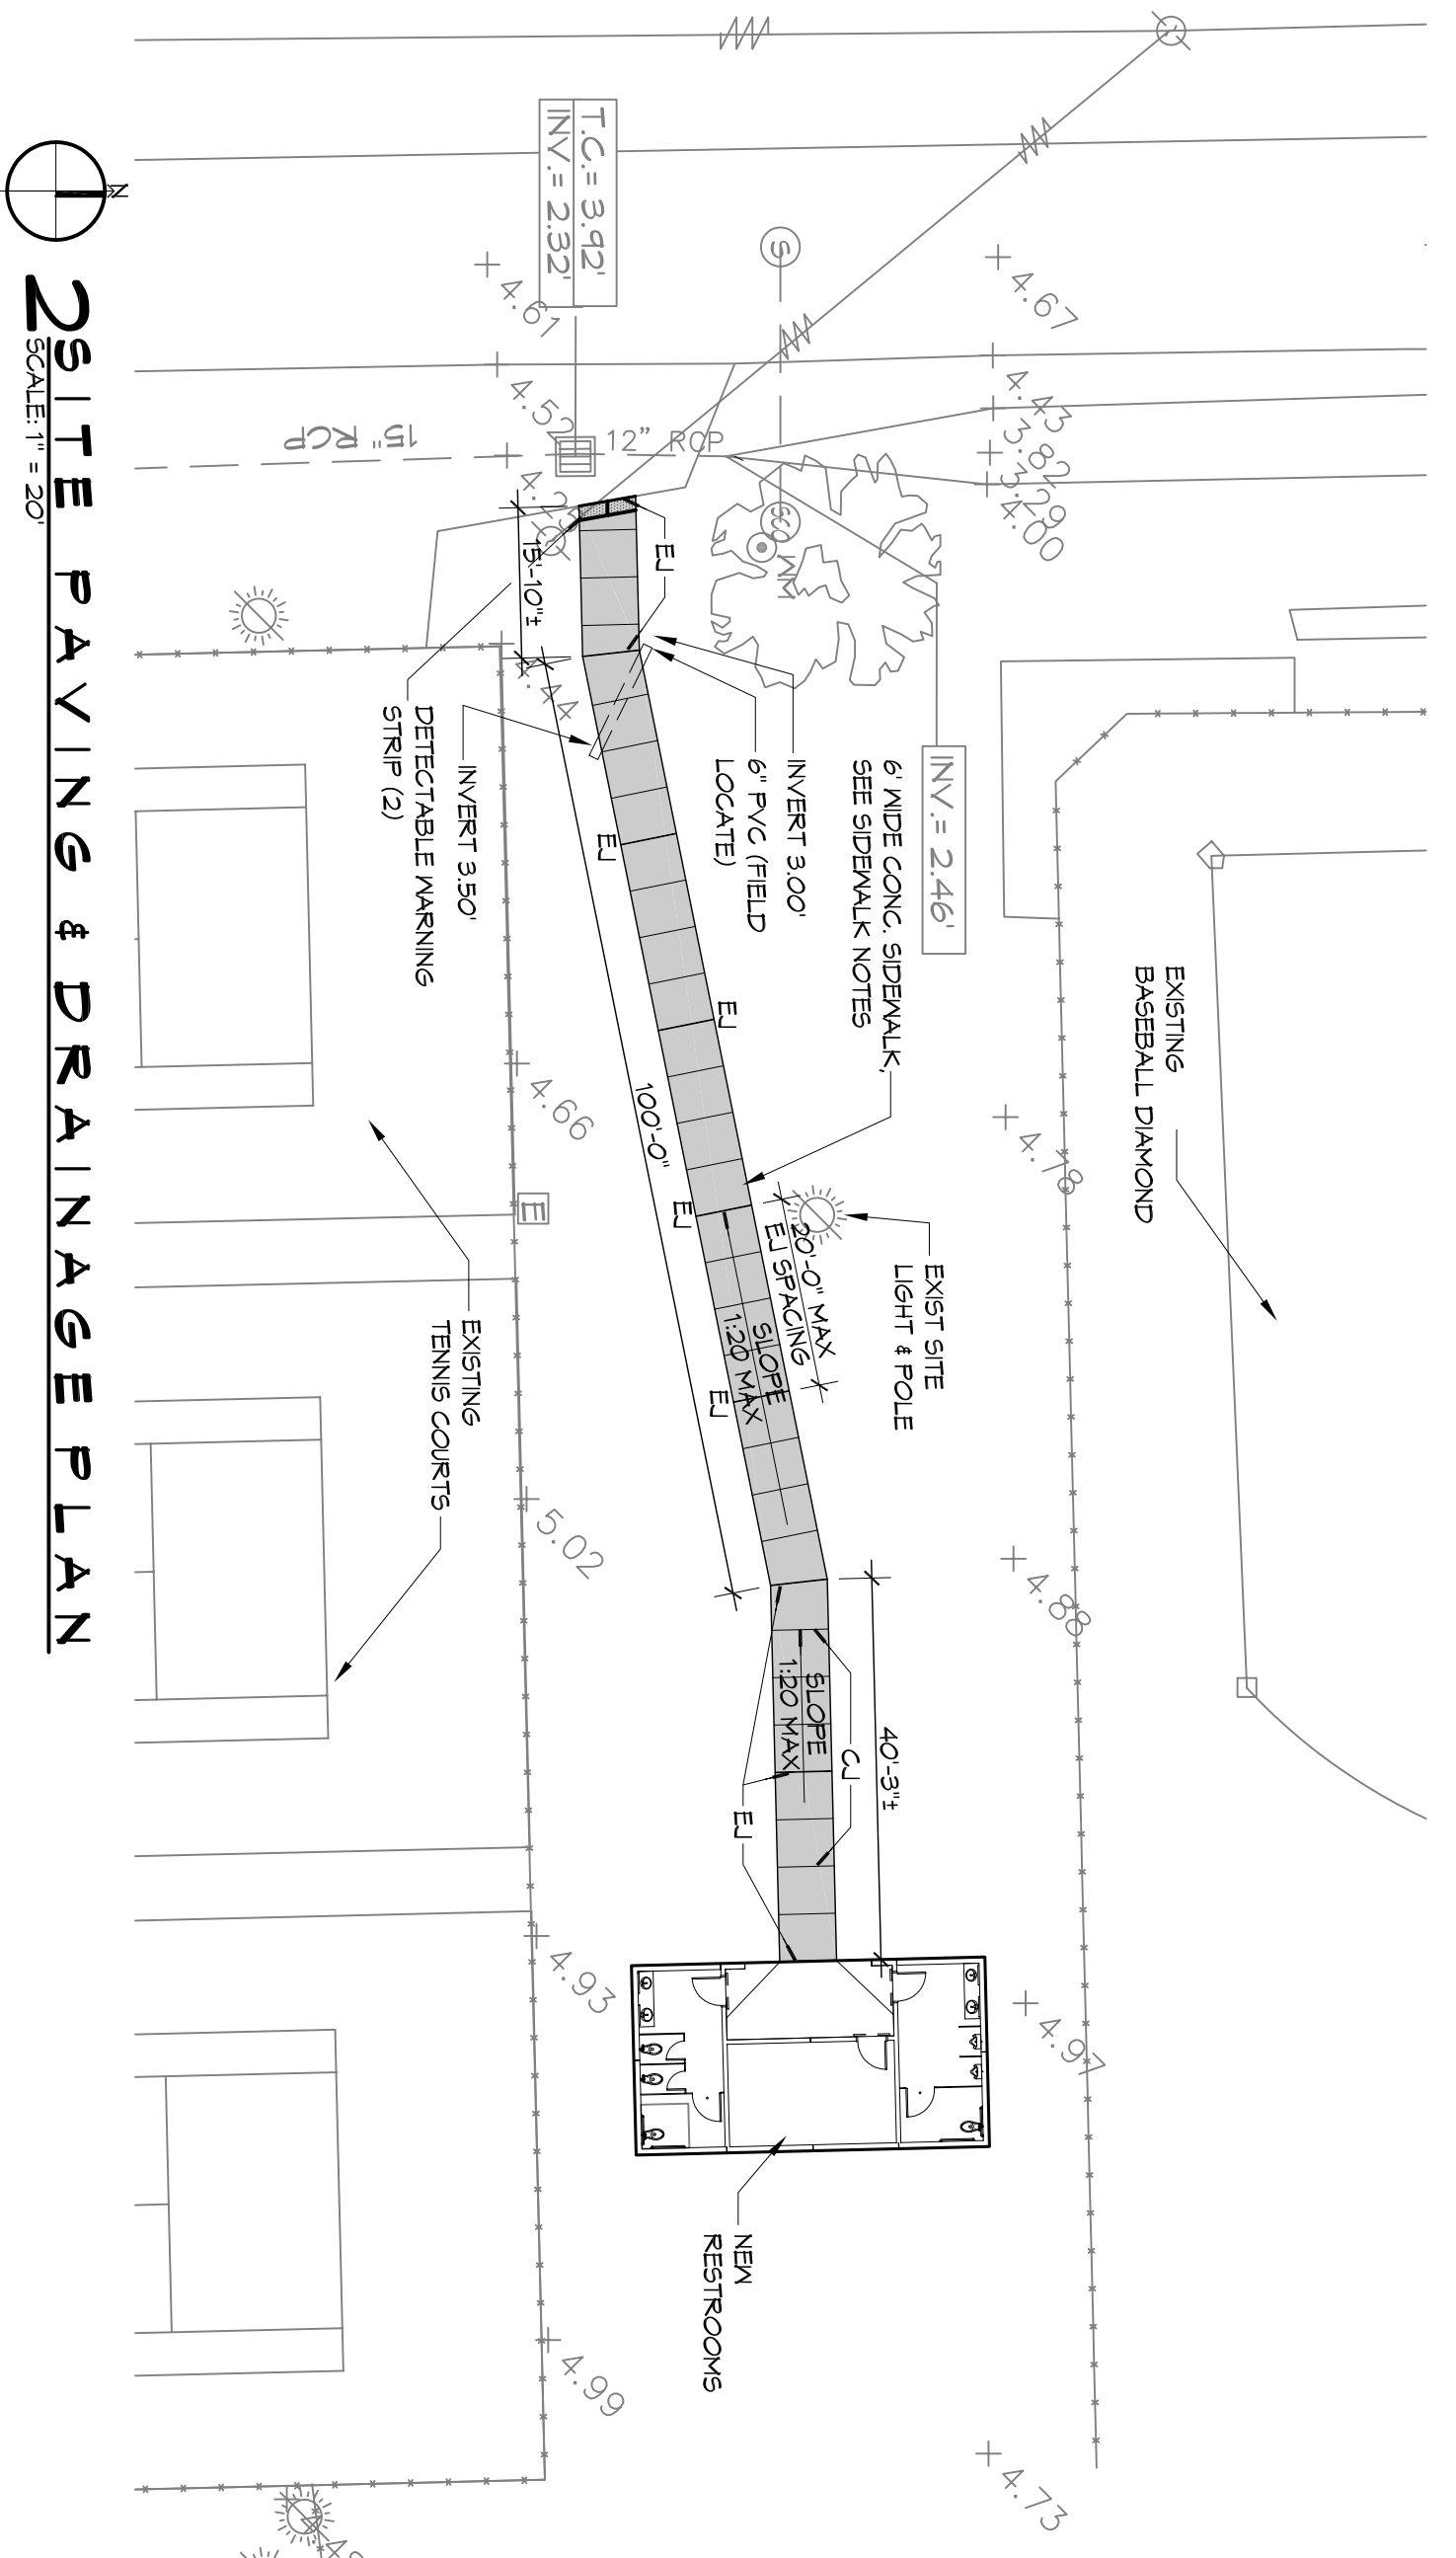 2 SITE PAVING & DRAINAGE PLAN
SCALE: 1" = 20'
N
T.C.= 3.92'
INV.= 2.32'
S
4.67
4.61
4.43
3.82
3.29
4.00
4.52
15" RCP
12" RCP
CO
WM
15'-10"±
EJ
INV.= 2.46'
6' WIDE CONC. SIDEWALK,
SEE SIDEWALK NOTES
INVERT 3.00'
6" PVC (FIELD
LOCATE)
INVERT 3.50'
DETECTABLE WARNING
STRIP (2)
EJ
EJ
EXISTING
BASEBALL DIAMOND
4.78
4.66
100'-0"
E
EJ
EJ
20'-0" MAX
EJ SPACING
SLOPE
1:20 MAX
EXIST SITE
LIGHT & POLE
EXISTING
TENNIS COURTS
5.02
4.88
SLOPE
1:20 MAX
40'-3"±
CJ
EJ
4.93
4.97
NEW
RESTROOMS
4.99
4.73